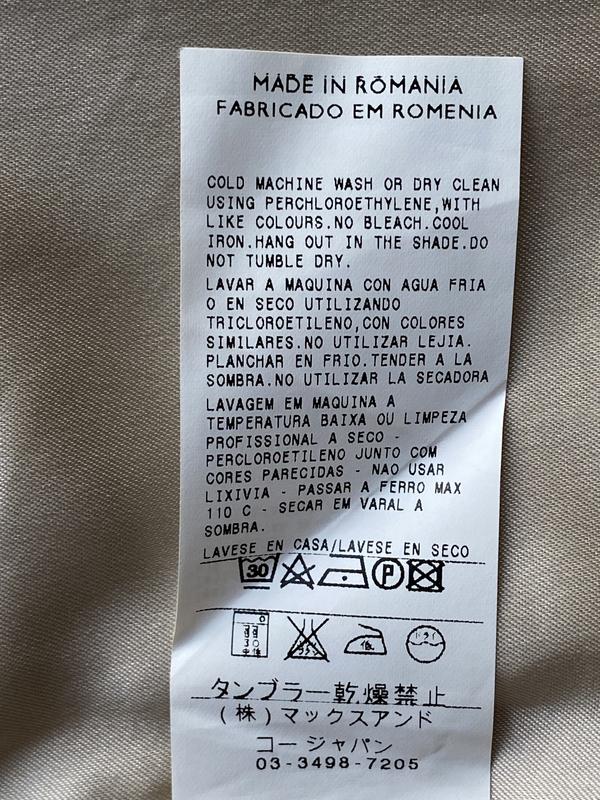 MADE IN ROMANIA
FABRICADO EM ROMENIA
COLD MACHINE WASH OR DRY CLEAN
USING PERCHLOROETHYLENE,WITH
LIKE COLOURS.NO BLEACH.COOL
IRON.HANG OUT IN THE SHADE.DO
NOT TUMBLE DRY.
LAVAR A MAQUINA CON AGUA FRIA
O EN SECO UTILIZANDO
TRICLOROETILENO,CON COLORES
SIMILARES.NO UTILIZAR LEJIA.
PLANCHAR EN FRIO.TENDER A LA
SOMBRA.NO UTILIZAR LA SECADORA
LAVAGEM EM MAQUINA A
TEMPERATURA BAIXA OU LIMPEZA
PROFISSIONAL A SECO -
PERCLOROETILENO JUNTO COM
CORES PARECIDAS - NAO USAR
LIXIVIA - PASSAR A FERRO MAX
110 C - SECAR EM VARAL A
SOMBRA.
LAVESE EN CASA/LAVESE EN SECO
30 P
30 低 ドライ
タンブラー乾燥禁止
(株)マックスアンド
コージャパン
03-3498-7205